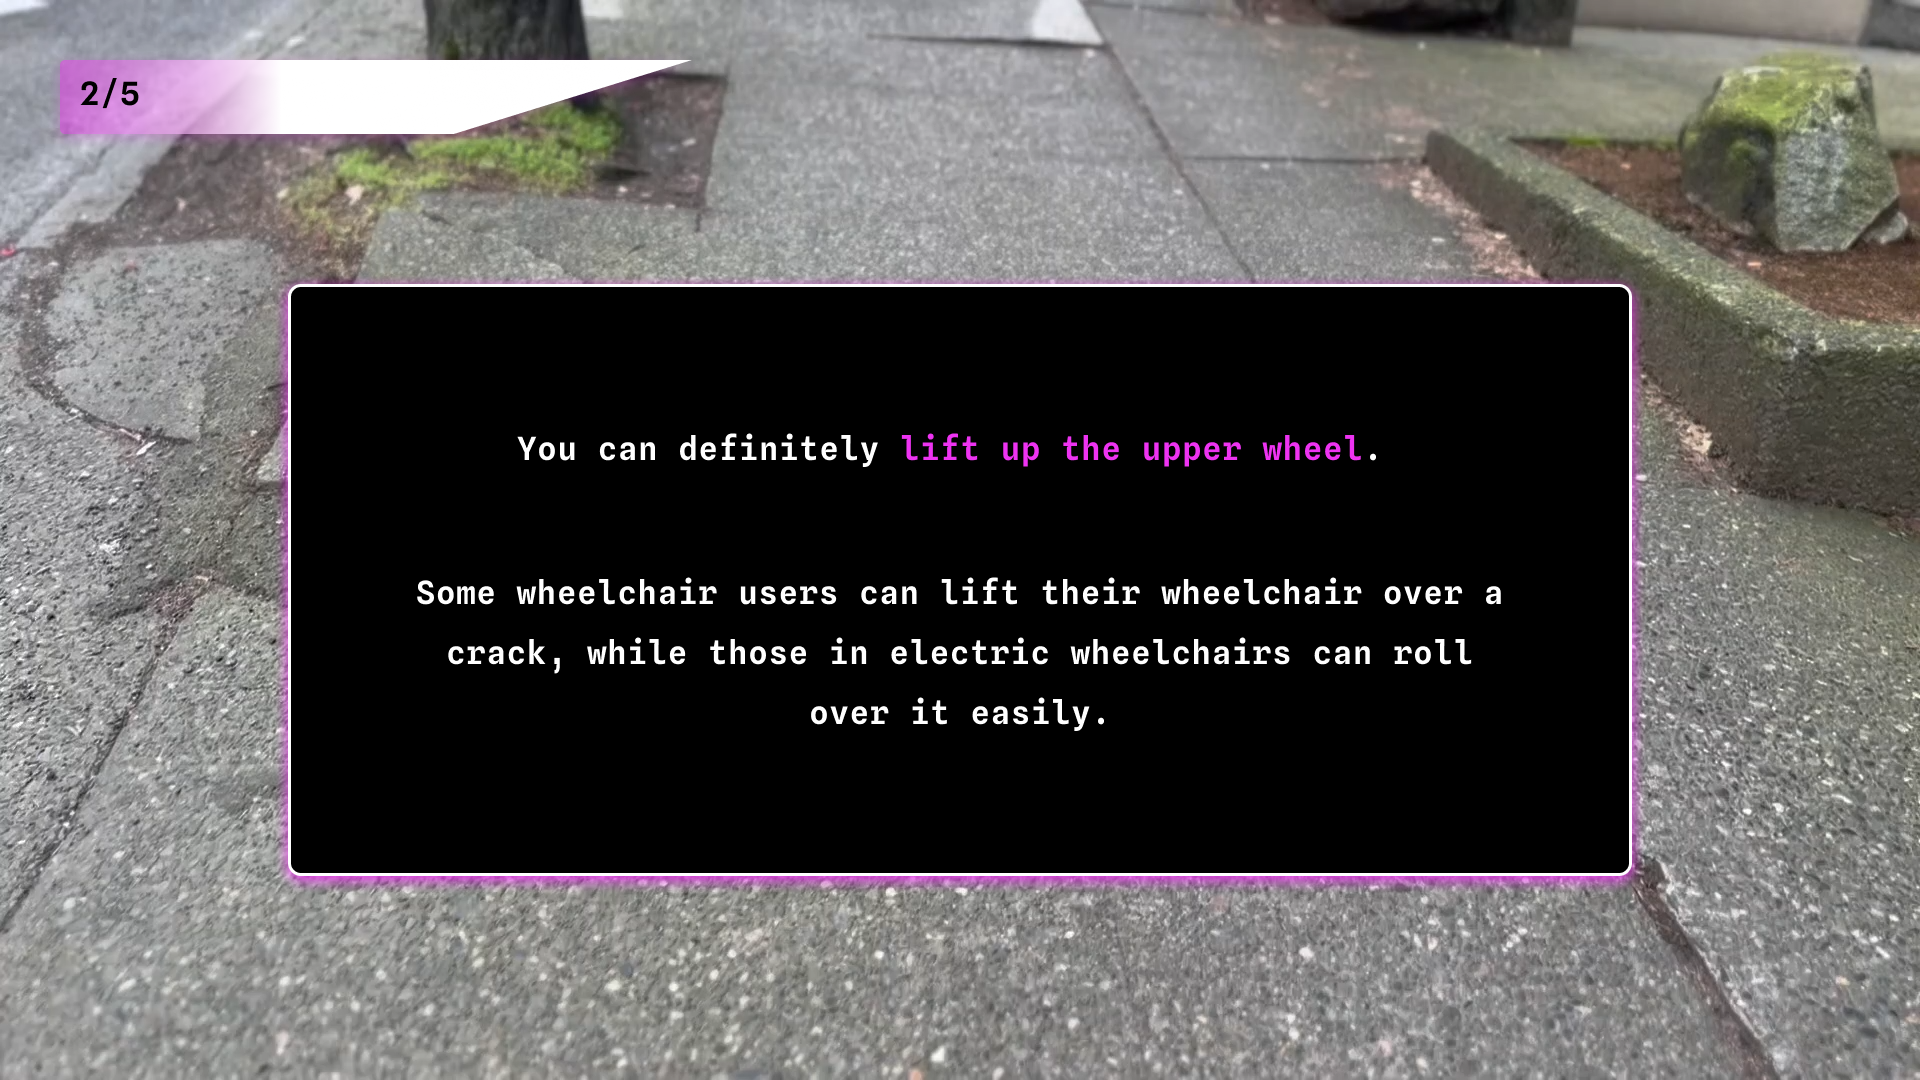 2/5
You can definitely lift up the upper wheel.
Some wheelchair users can lift their wheelchair over a
crack, while those in electric wheelchairs can roll
over it easily.